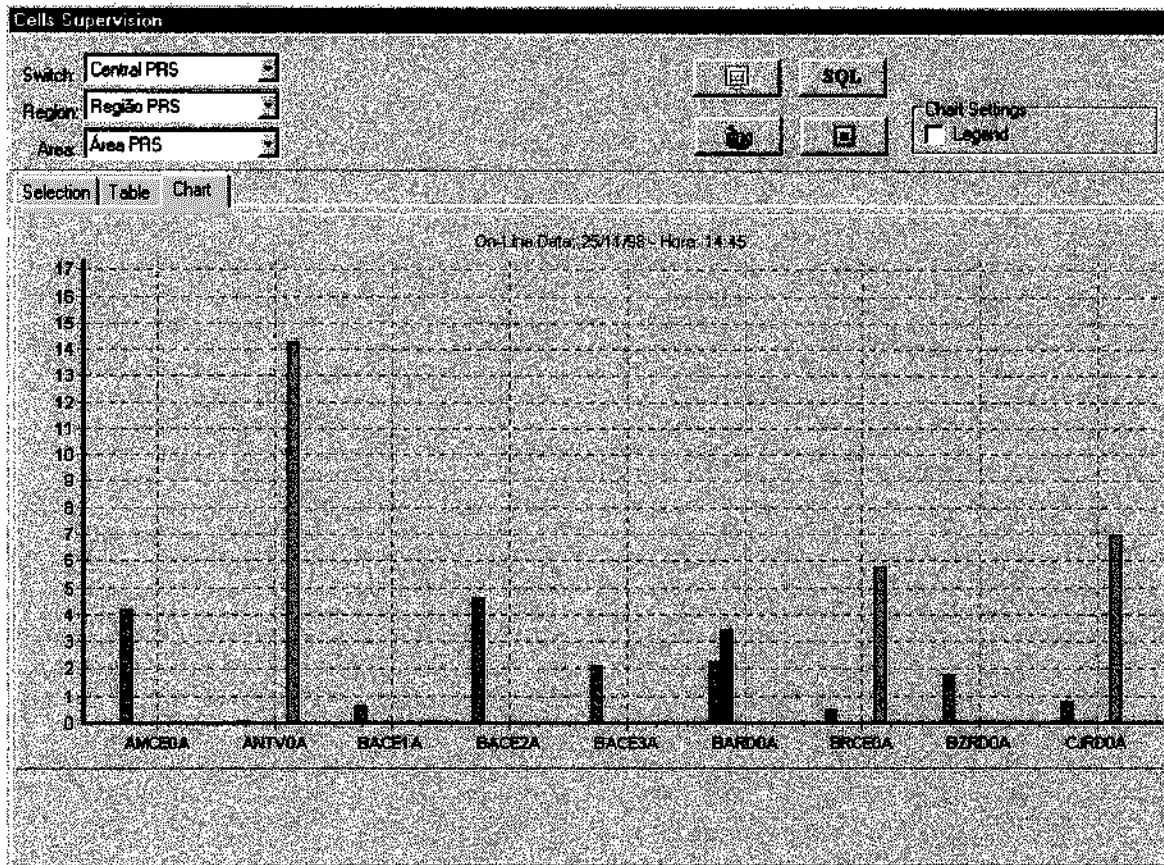 Cells Supervision
Switch: Central PRS
SQL
Region: Região PRS
Chart Settings
Legend
Area: Área PRS
Selection Table Chart
On-Line Data: 25/11/98 - Hora: 14:45
17
16
15
14
13
12
11
10
9
8
7
6
5
4
3
2
1
0
AMCE0A ANTV0A BACE1A BACE2A BACE3A BARD0A BRCE0A BZRD0A CJRD0A